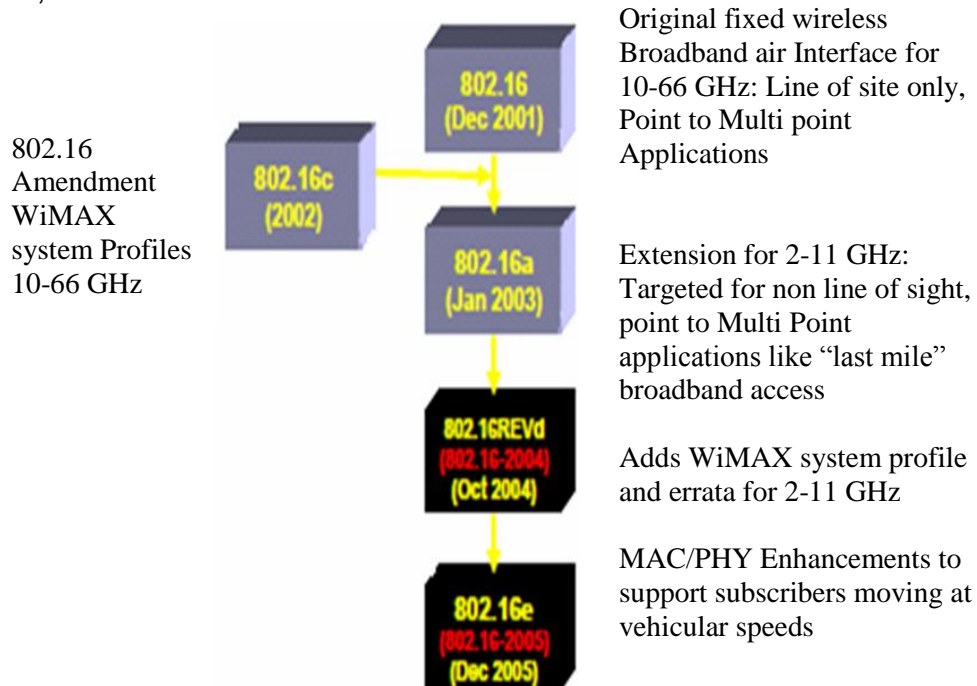 802.16
(Dec 2001)
Original fixed wireless
Broadband air Interface for
10-66 GHz: Line of site only,
Point to Multi point
Applications
802.16
Amendment
WiMAX
system Profiles
10-66 GHz
802.16c
(2002)
802.16a
(Jan 2003)
Extension for 2-11 GHz:
Targeted for non line of sight,
point to Multi Point
applications like “last mile”
broadband access
802.16REVd
(802.16-2004)
(Oct 2004)
Adds WiMAX system profile
and errata for 2-11 GHz
802.16e
(802.16-2005)
(Dec 2005)
MAC/PHY Enhancements to
support subscribers moving at
vehicular speeds